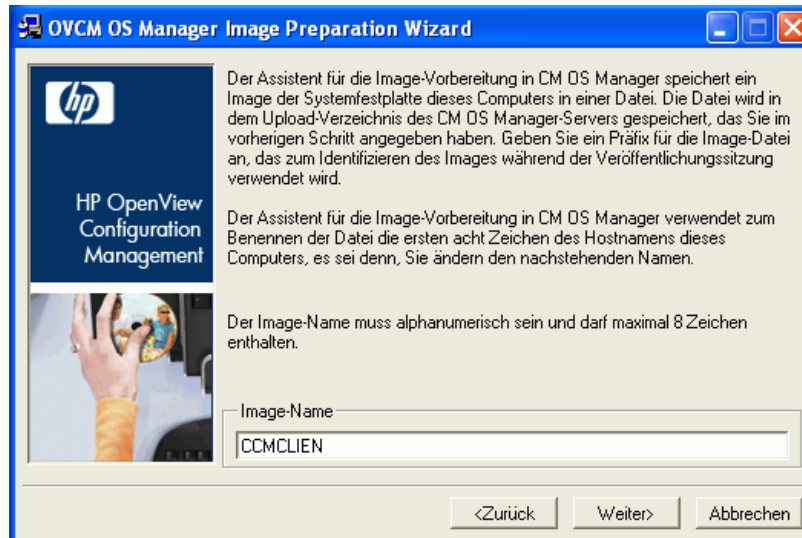 OVCM OS Manager Image Preparation Wizard
hp
HP OpenView
Configuration
Management
Der Assistent für die Image-Vorbereitung in CM OS Manager speichert ein
Image der Systemfestplatte dieses Computers in einer Datei. Die Datei wird in
dem Upload-Verzeichnis des CM OS Manager-Servers gespeichert, das Sie im
vorherigen Schritt angegeben haben. Geben Sie ein Präfix für die Image-Datei
an, das zum Identifizieren des Images während der Veröffentlichungssitzung
verwendet wird.
Der Assistent für die Image-Vorbereitung in CM OS Manager verwendet zum
Benennen der Datei die ersten acht Zeichen des Hostnamens dieses
Computers, es sei denn, Sie ändern den nachstehenden Namen.
Der Image-Name muss alphanumerisch sein und darf maximal 8 Zeichen
enthalten.
Image-Name
CCMCLIEN
<Zurück
Weiter>
Abbrechen